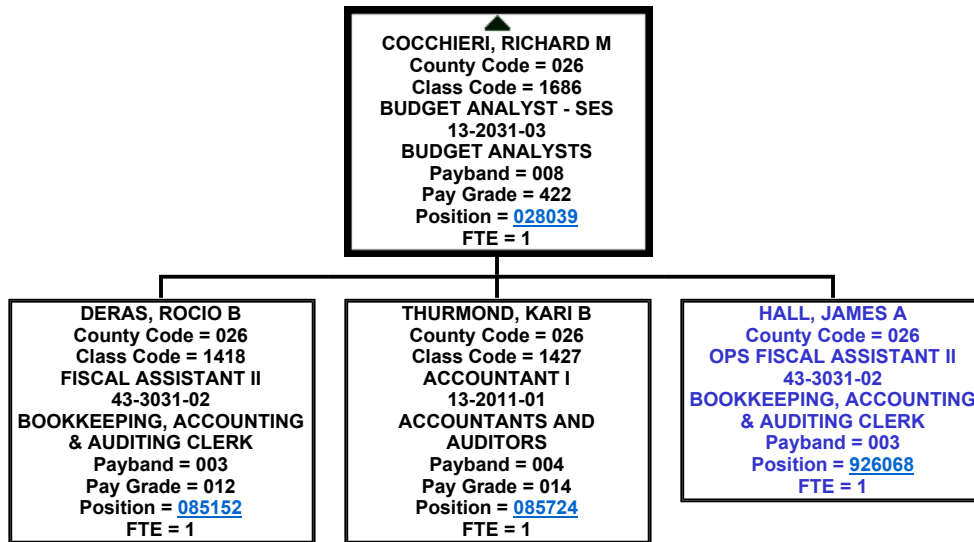 COCCHIERI, RICHARD M
County Code = 026
Class Code = 1686
BUDGET ANALYST - SES
13-2031-03
BUDGET ANALYSTS
Payband = 008
Pay Grade = 422
Position = 028039
FTE = 1
DERAS, ROCIO B
County Code = 026
Class Code = 1418
FISCAL ASSISTANT II
43-3031-02
BOOKKEEPING, ACCOUNTING
& AUDITING CLERK
Payband = 003
Pay Grade = 012
Position = 085152
FTE = 1
THURMOND, KARI B
County Code = 026
Class Code = 1427
ACCOUNTANT I
13-2011-01
ACCOUNTANTS AND
AUDITORS
Payband = 004
Pay Grade = 014
Position = 085724
FTE = 1
HALL, JAMES A
County Code = 026
OPS FISCAL ASSISTANT II
43-3031-02
BOOKKEEPING, ACCOUNTING
& AUDITING CLERK
Payband = 003
Position = 926068
FTE = 1